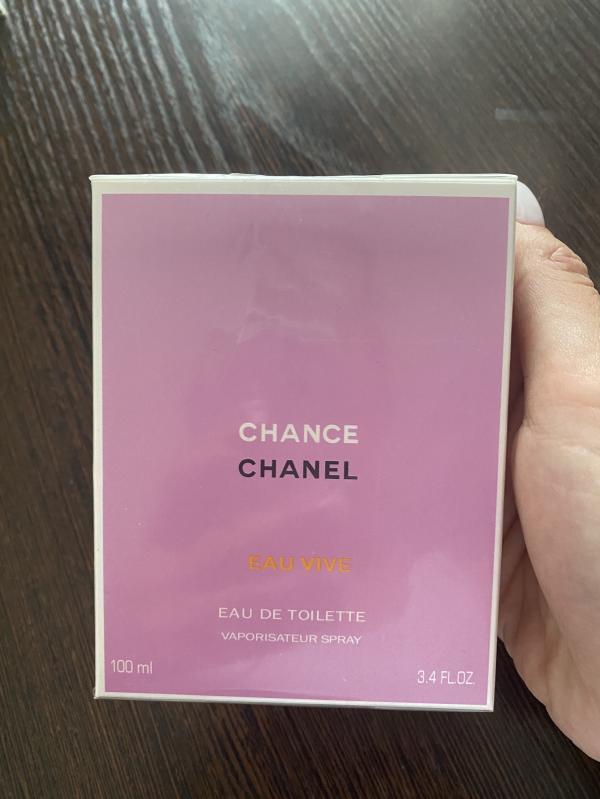 CHANCE
CHANEL
EAU VIVE
EAU DE TOILETTE
VAPORISATEUR SPRAY
100 ml
3.4 FL.OZ.